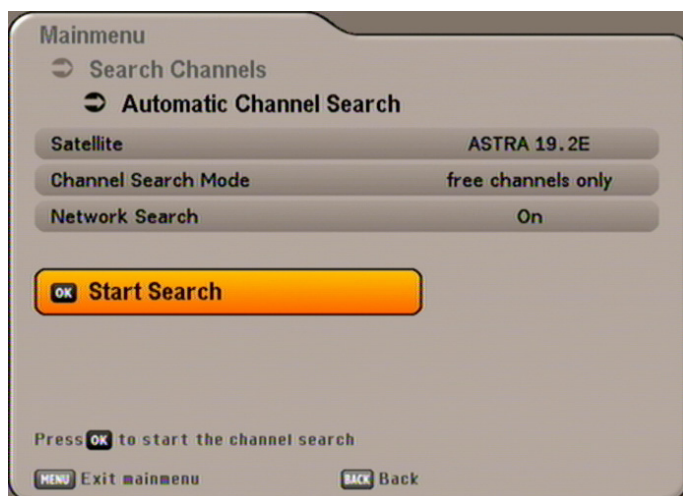 Mainmenu
Search Channels
Automatic Channel Search
Satellite ASTRA 19.2E
Channel Search Mode free channels only
Network Search On
OK Start Search
Press OK to start the channel search
MENU Exit mainmenu BACK Back